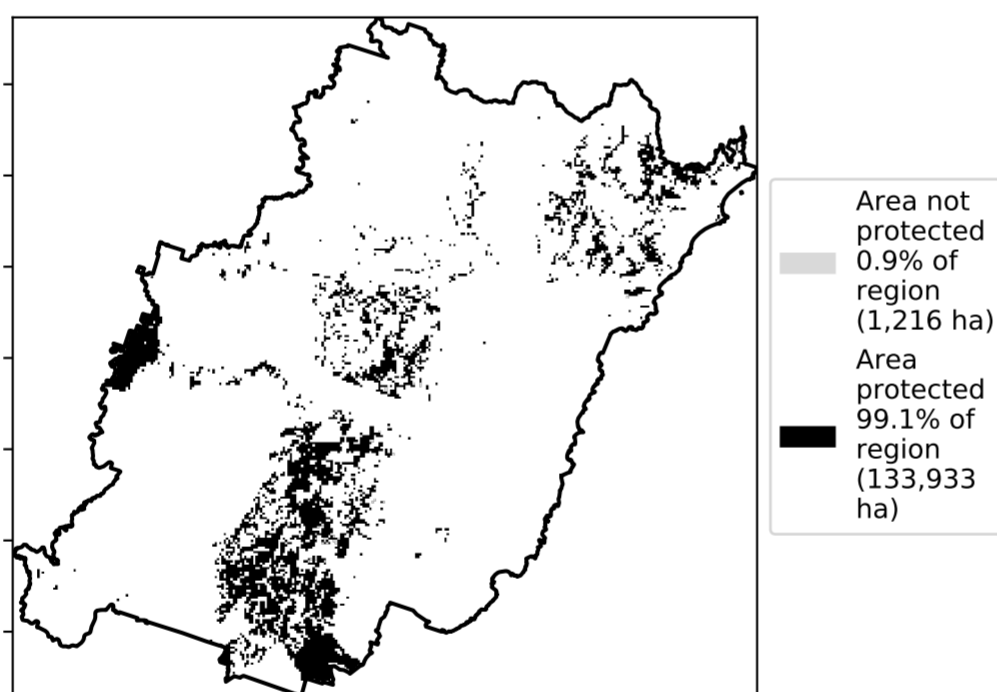 Area not
protected
0.9% of
region
(1,216 ha)
Area
protected
99.1% of
region
(133,933
ha)